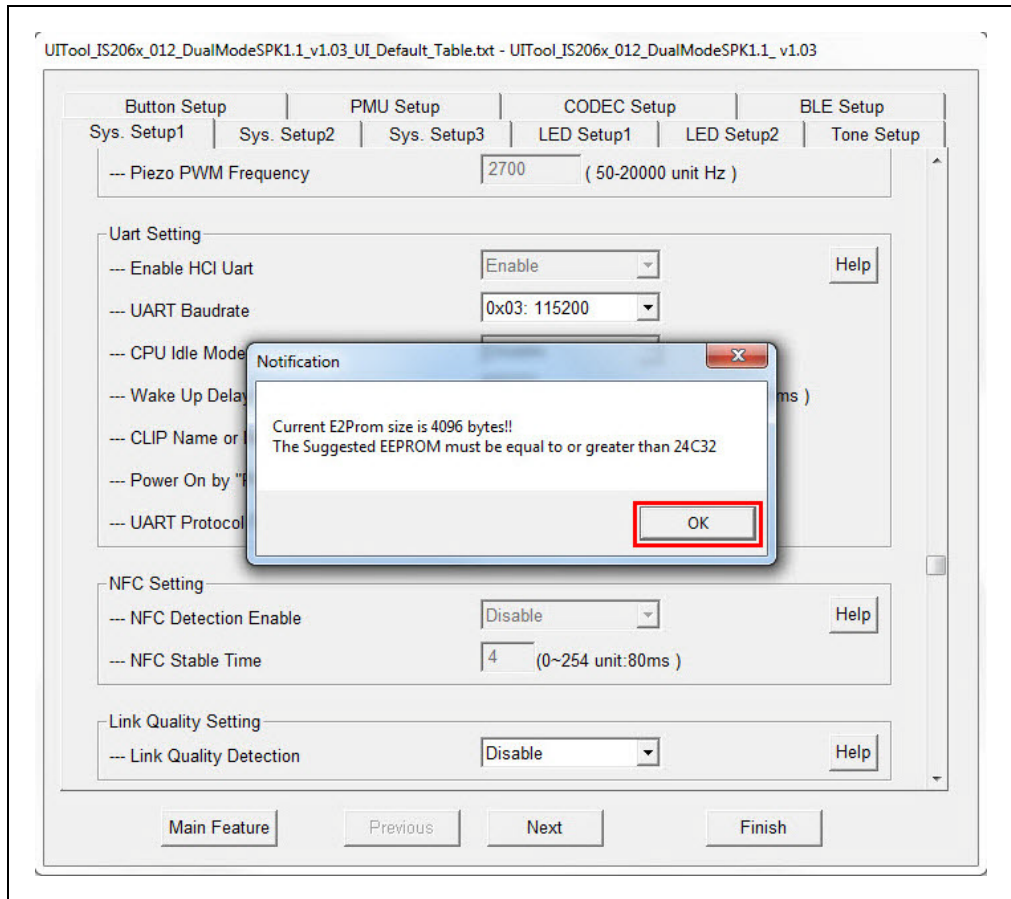 UITool_IS206x_012_DualModeSPK1.1_v1.03_UI_Default_Table.txt - UITool_IS206x_012_DualModeSPK1.1_ v1.03
Button Setup PMU Setup CODEC Setup BLE Setup
Sys. Setup1 Sys. Setup2 Sys. Setup3 LED Setup1 LED Setup2 Tone Setup
--- Piezo PWM Frequency 2700 ( 50-20000 unit Hz )
Uart Setting
--- Enable HCI Uart Enable Help
--- UART Baudrate 0x03: 115200
--- CPU Idle Mode
Notification
--- Wake Up Delay ms )
Current E2Prom size is 4096 bytes!!
--- CLIP Name or
The Suggested EEPROM must be equal to or greater than 24C32
--- Power On by
--- UART Protocol
OK
NFC Setting
--- NFC Detection Enable Disable Help
--- NFC Stable Time 4 (0~254 unit:80ms )
Link Quality Setting
--- Link Quality Detection Disable Help
Main Feature Previous Next Finish